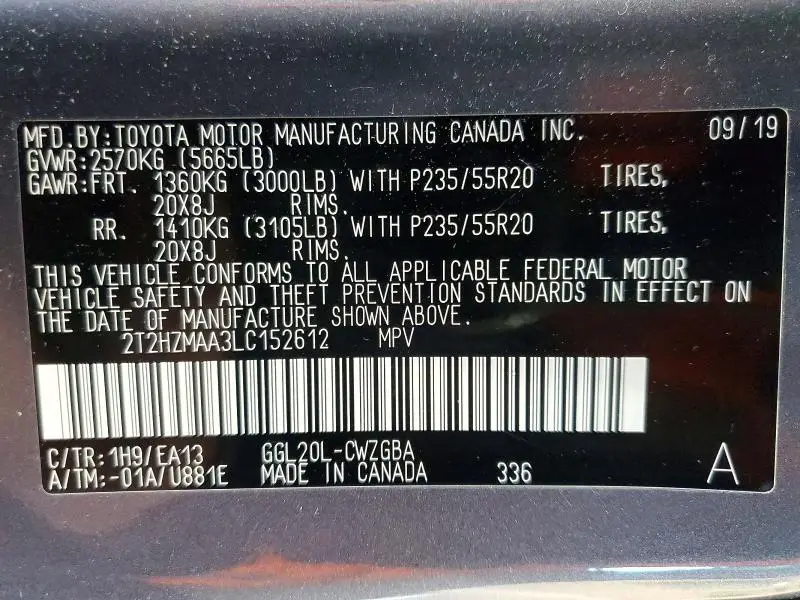 MFD.BY:TOYOTA MOTOR MANUFACTURING CANADA INC. 09/19
GVWR:2570KG (5665LB)
GAWR:FRT. 1360KG (3000LB) WITH P235/55R20 TIRES,
20X8J RIMS.
RR. 1410KG (3105LB) WITH P235/55R20 TIRES,
20X8J RIMS.
THIS VEHICLE CONFORMS TO ALL APPLICABLE FEDERAL MOTOR
VEHICLE SAFETY AND THEFT PREVENTION STANDARDS IN EFFECT ON
THE DATE OF MANUFACTURE SHOWN ABOVE.
2T2HZMAA3LC152612 MPV
C/TR:1H9/EA13 GGL20L-CWZGBA
A/TM:-01A/U881E MADE IN CANADA 336 A